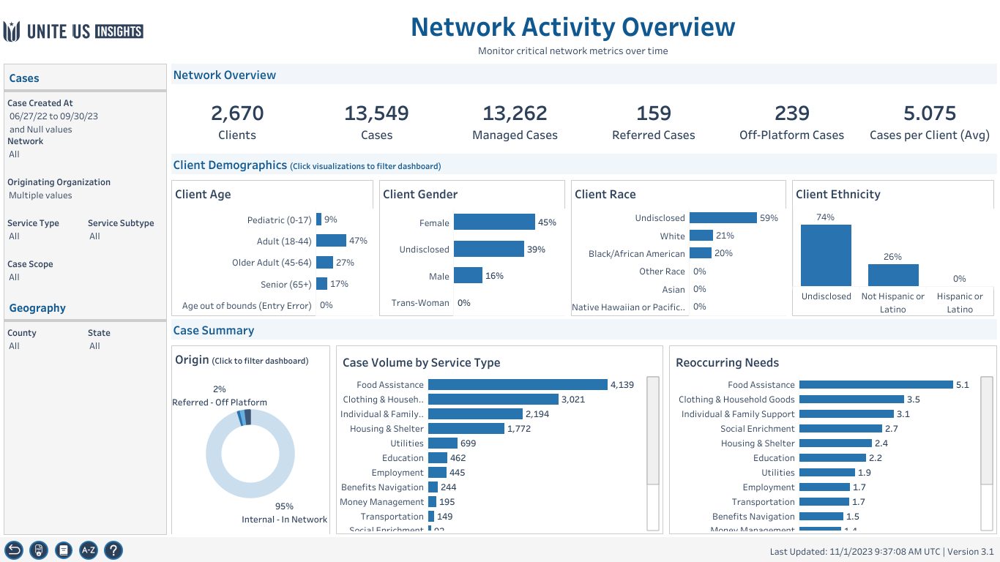 UNITE US INSIGHTS
Network Activity Overview
Monitor critical network metrics over time
Cases
Case Created At
06/27/22 to 09/30/23
and Null values
Network
All
Originating Organization
Multiple values
Service Type Service Subtype
All All
Case Scope
All
Geography
County State
All All
Network Overview
2,670 13,549 13,262 159 239 5.075
Clients Cases Managed Cases Referred Cases Off-Platform Cases Cases per Client (Avg)
Client Demographics (Click visualizations to filter dashboard)
Client Age
Pediatric (0-17) 9%
Adult (18-44) 47%
Older Adult (45-64) 27%
Senior (65+) 17%
Age out of bounds (Entry Error) 0%
Client Gender
Female 45%
Undisclosed 39%
Male 16%
Trans-Woman 0%
Client Race
Undisclosed 59%
White 21%
Black/African American 20%
Other Race 0%
Asian 0%
Native Hawaiian or Pacific.. 0%
Client Ethnicity
74%
26%
0%
Undisclosed Not Hispanic or Hispanic or
Latino Latino
Case Summary
Origin (Click to filter dashboard)
2%
Referred - Off Platform
95%
Internal - In Network
Case Volume by Service Type
Food Assistance 4,139
Clothing & Househ.. 3,021
Individual & Family.. 2,194
Housing & Shelter 1,772
Utilities 699
Education 462
Employment 445
Benefits Navigation 244
Money Management 195
Transportation 149
Social Enrichment
Reoccurring Needs
Food Assistance 5.1
Clothing & Household Goods 3.5
Individual & Family Support 3.1
Social Enrichment 2.7
Housing & Shelter 2.4
Education 2.2
Utilities 1.9
Employment 1.7
Transportation 1.7
Benefits Navigation 1.5
Money Management 1.4
A-Z ?
Last Updated: 11/1/2023 9:37:08 AM UTC | Version 3.1